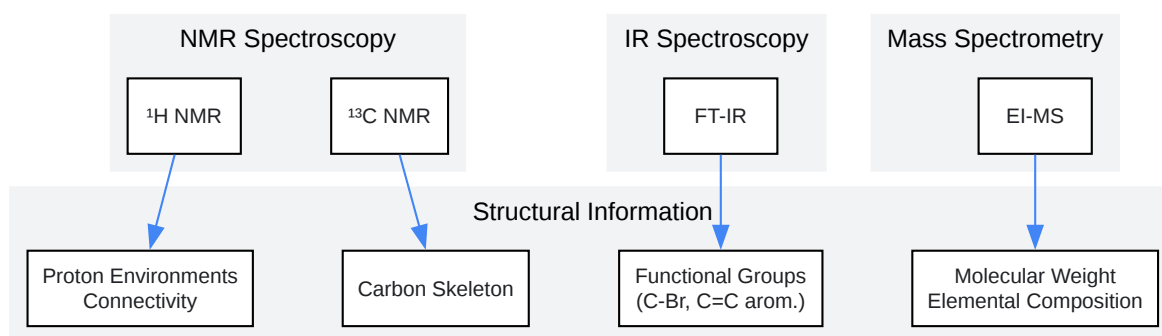 NMR Spectroscopy
IR Spectroscopy
Mass Spectrometry
¹H NMR
¹³C NMR
FT-IR
EI-MS
Structural Information
Proton Environments
Connectivity
Carbon Skeleton
Functional Groups
(C-Br, C=C arom.)
Molecular Weight
Elemental Composition